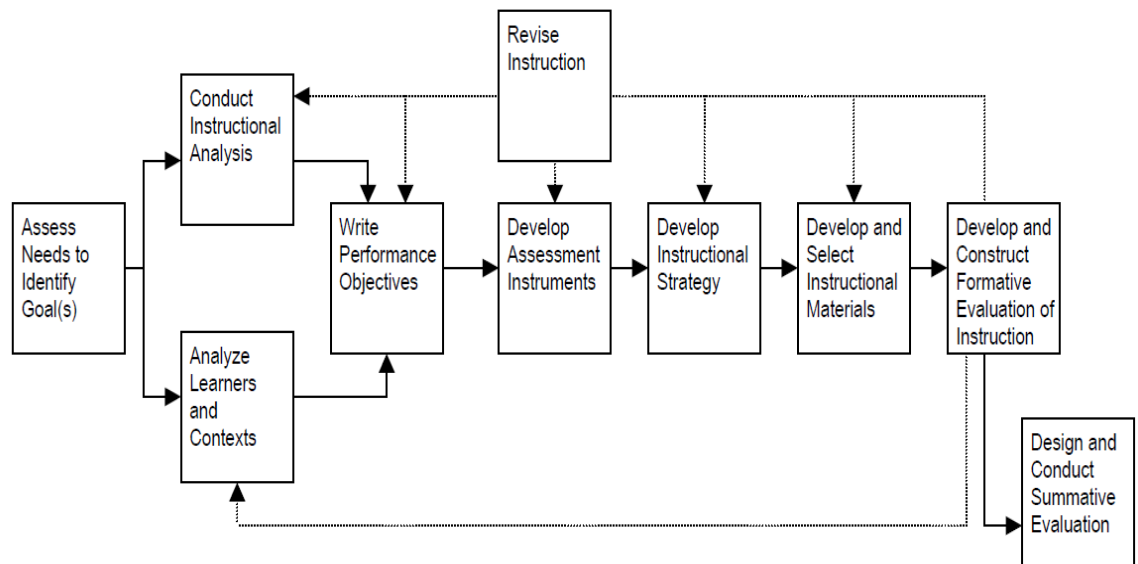 Revise
Instruction
Conduct
Instructional
Analysis
Assess
Needs to
Identify
Goal(s)
Write
Performance
Objectives
Develop
Assessment
Instruments
Develop
Instructional
Strategy
Develop and
Select
Instructional
Materials
Develop and
Construct
Formative
Evaluation of
Instruction
Analyze
Learners
and
Contexts
Design and
Conduct
Summative
Evaluation